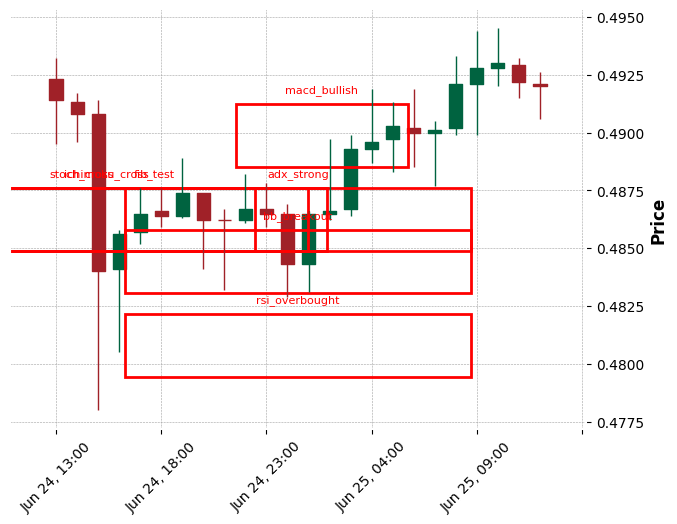 0.4950
macd_bullish
0.4925
0.4900
adx_strong
0.4875
0.4850
rsi_overbought
0.4825
0.4800
0.4775
Price
Jun 24, 13:00
Jun 24, 18:00
Jun 24, 23:00
Jun 25, 04:00
Jun 25, 09:00